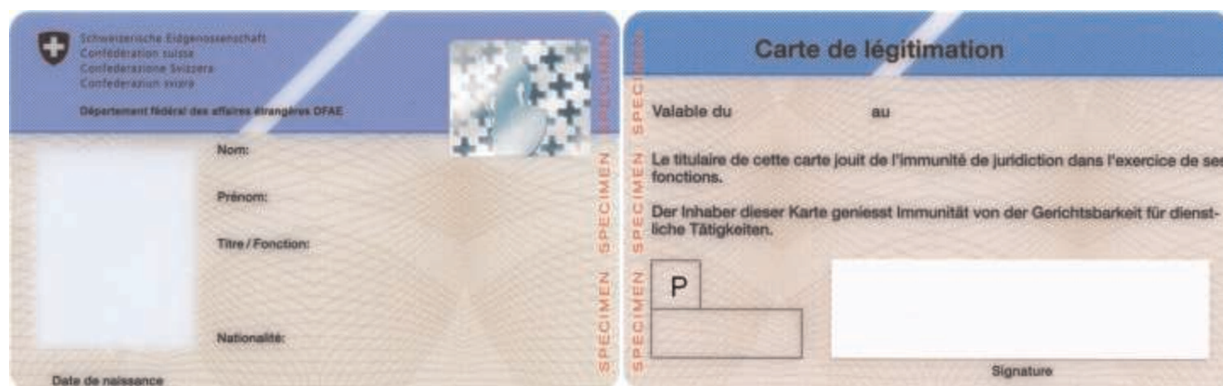 Schweizerische Eidgenossenschaft
Confédération suisse
Confederazione Svizzera
Confederaziun svizra
Département fédéral des affaires étrangères DFAE
Nom:
Prénom:
Titre / Fonction:
Nationalité:
Date de naissance
SPECIMEN SPECIMEN SPECIMEN
SPECIMEN SPECIMEN SPECIMEN
Carte de légitimation
Valable du au
Le titulaire de cette carte jouit de l'immunité de juridiction dans l'exercice de ses
fonctions.
Der Inhaber dieser Karte geniesst Immunität von der Gerichtsbarkeit für dienst-
liche Tätigkeiten.
P
Signature